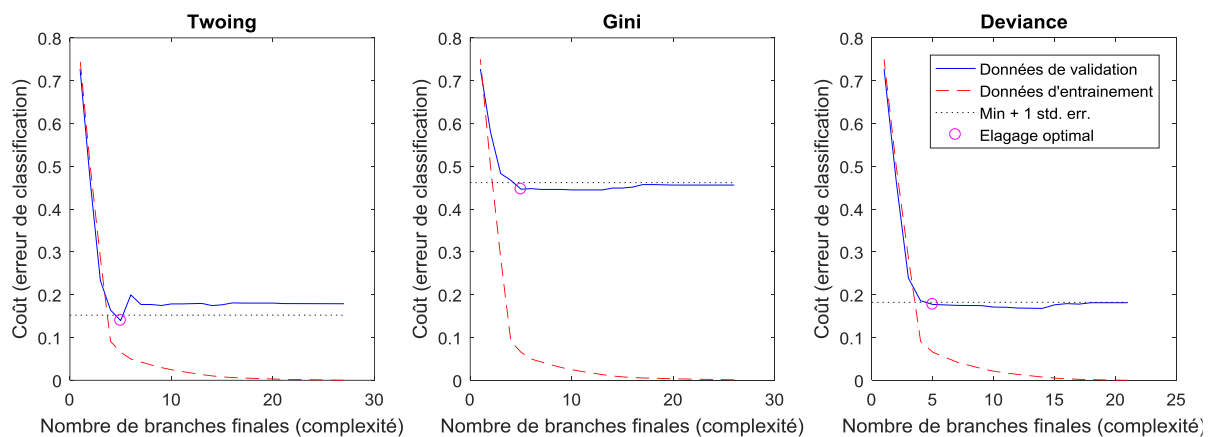 Twoing
Coût (erreur de classification)
0.8
0.7
0.6
0.5
0.4
0.3
0.2
0.1
0
0 10 20 30
Nombre de branches finales (complexité)
Gini
Coût (erreur de classification)
0.8
0.7
0.6
0.5
0.4
0.3
0.2
0.1
0
0 10 20 30
Nombre de branches finales (complexité)
Deviance
Coût (erreur de classification)
0.8
0.7
0.6
0.5
0.4
0.3
0.2
0.1
0
Données de validation
Données d'entrainement
Min + 1 std. err.
Elagage optimal
0 5 10 15 20 25
Nombre de branches finales (complexité)